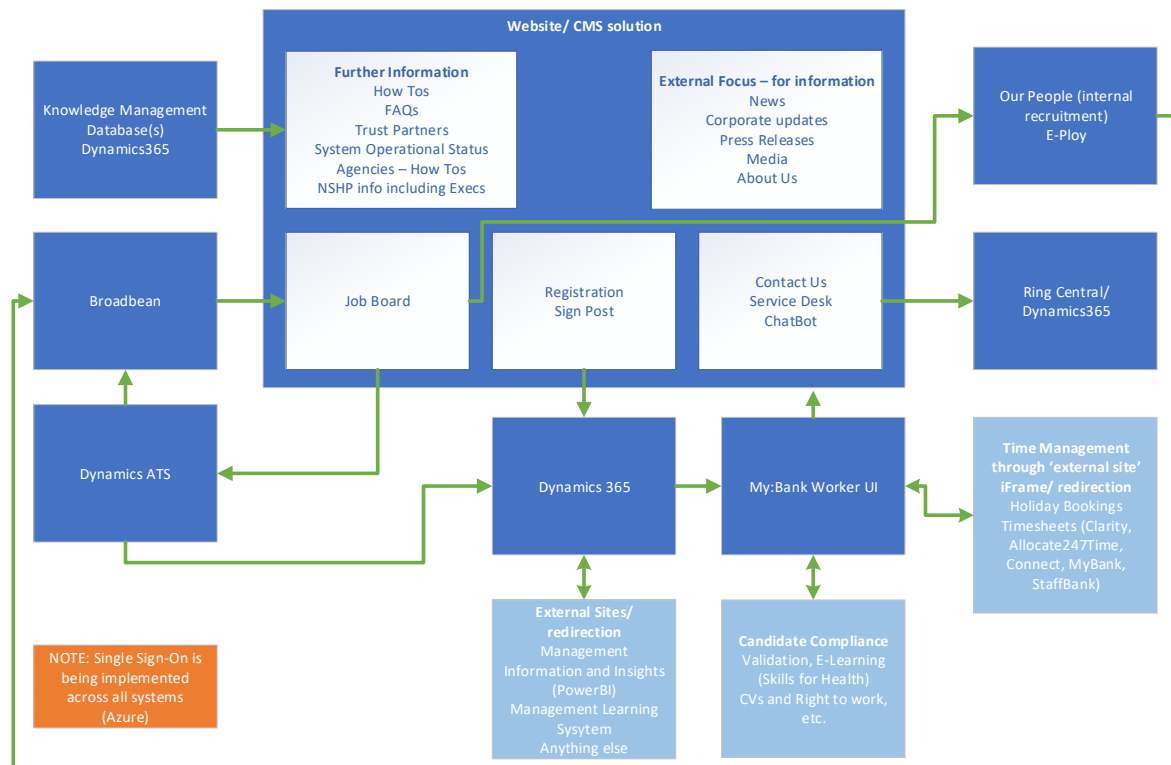 Website/ CMS solution
Knowledge Management
Database(s)
Dynamics365
Further Information
How Tos
FAQs
Trust Partners
System Operational Status
Agencies – How Tos
NSHP info including Execs
External Focus – for information
News
Corporate updates
Press Releases
Media
About Us
Our People (internal
recruitment)
E-Ploy
Broadbean
Job Board
Registration
Sign Post
Contact Us
Service Desk
ChatBot
Ring Central/
Dynamics365
Dynamics ATS
Dynamics 365
My:Bank Worker UI
Time Management
through ‘external site’
iFrame/ redirection
Holiday Bookings
Timesheets (Clarity,
Allocate247Time,
Connect, MyBank,
StaffBank)
NOTE: Single Sign-On is
being implemented
across all systems
(Azure)
External Sites/
redirection
Management
Information and Insights
(PowerBI)
Management Learning
Sysytem
Anything else
Candidate Compliance
Validation, E-Learning
(Skills for Health)
CVs and Right to work,
etc.